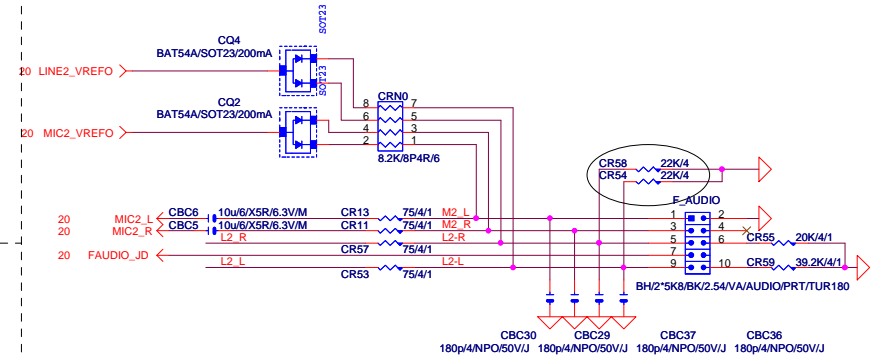 SOT23
CQ4
BAT54A/SOT23/200mA
20 LINE2_VREFO
SOT23
CQ2
BAT54A/SOT23/200mA
20 MIC2_VREFO
CRN0
8 7
6 5
4 3
2 1
8.2K/8P4R/6
CR58 22K/4
CR54 22K/4
F_AUDIO
20 MIC2_L CBC6 10u/6/X5R/6.3V/M CR13 75/4/1 M2_L 1 2
20 MIC2_R CBC5 10u/6/X5R/6.3V/M CR11 75/4/1 M2_R 3 4
L2_R 75/4/1 L2-R 5 6 CR55 20K/4/1
20 FAUDIO_JD CR57 7
L2_L L2-L 9 10 CR59 39.2K/4/1
CR53 75/4/1
BH/2*5K8/BK/2.54/VA/AUDIO/PRT/TUR180
CBC30 CBC29 CBC37 CBC36
180p/4/NPO/50V/J 180p/4/NPO/50V/J 180p/4/NPO/50V/J 180p/4/NPO/50V/J